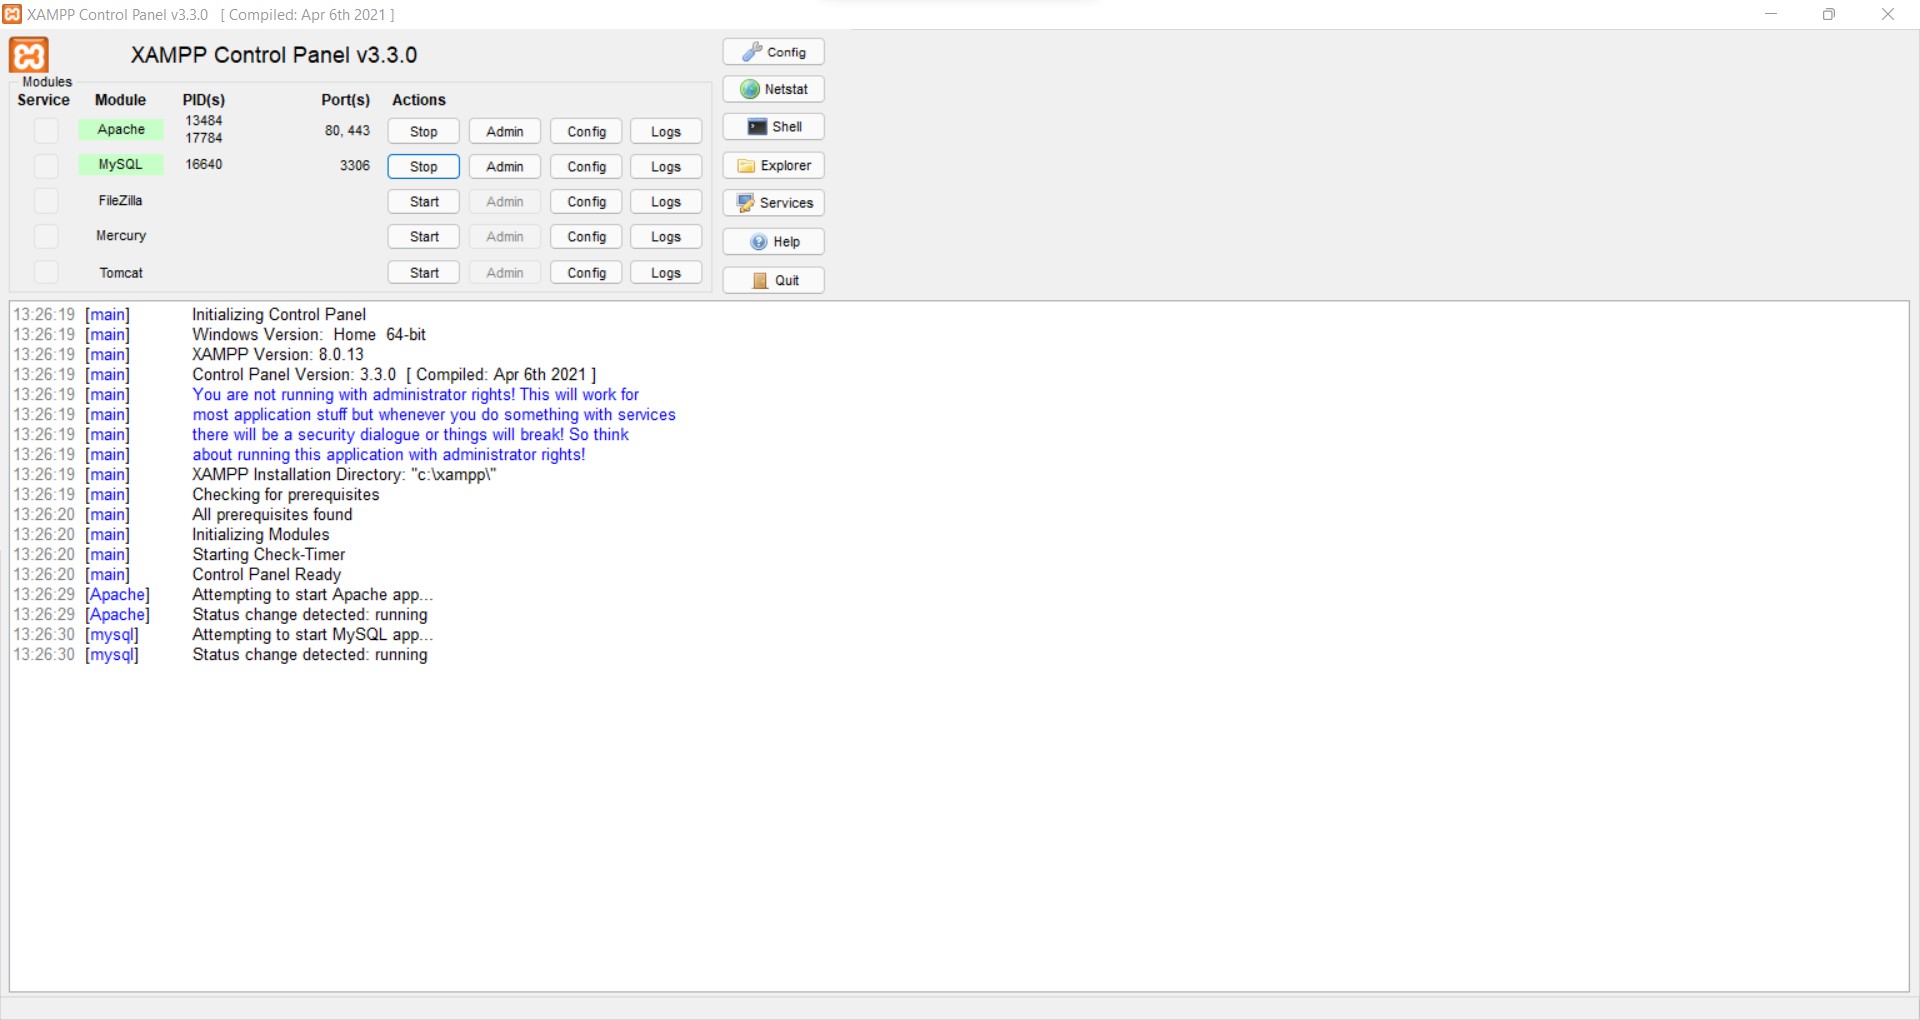 XAMPP Control Panel v3.3.0 [ Compiled: Apr 6th 2021 ]
XAMPP Control Panel v3.3.0
Config
Modules
Netstat
Service Module PID(s) Port(s) Actions
Apache 13484 17784 80, 443 Stop Admin Config Logs
Shell
MySQL 16640 3306 Stop Admin Config Logs
Explorer
FileZilla Start Admin Config Logs
Services
Mercury Start Admin Config Logs
Help
Tomcat Start Admin Config Logs
Quit
13:26:19 [main] Initializing Control Panel
13:26:19 [main] Windows Version: Home 64-bit
13:26:19 [main] XAMPP Version: 8.0.13
13:26:19 [main] Control Panel Version: 3.3.0 [ Compiled: Apr 6th 2021 ]
13:26:19 [main] You are not running with administrator rights! This will work for
13:26:19 [main] most application stuff but whenever you do something with services
13:26:19 [main] there will be a security dialogue or things will break! So think
13:26:19 [main] about running this application with administrator rights!
13:26:19 [main] XAMPP Installation Directory: "c:\xampp\"
13:26:19 [main] Checking for prerequisites
13:26:20 [main] All prerequisites found
13:26:20 [main] Initializing Modules
13:26:20 [main] Starting Check-Timer
13:26:20 [main] Control Panel Ready
13:26:29 [Apache] Attempting to start Apache app...
13:26:29 [Apache] Status change detected: running
13:26:30 [mysql] Attempting to start MySQL app...
13:26:30 [mysql] Status change detected: running